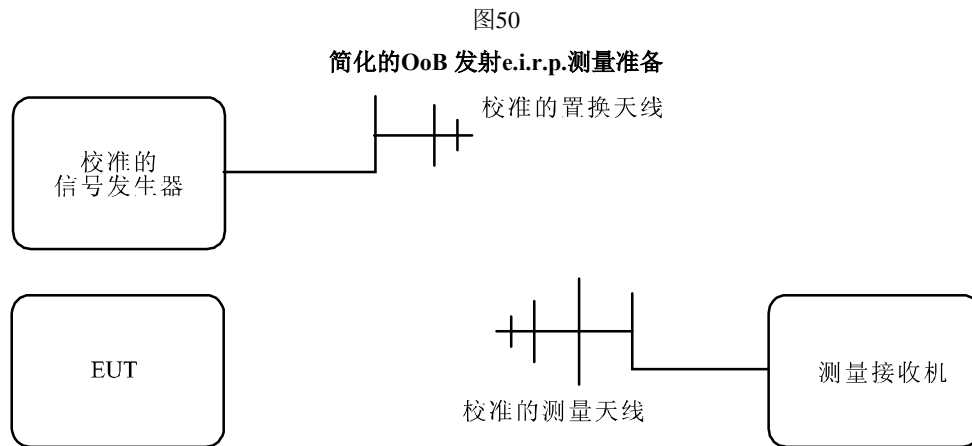 图50
简化的OoB 发射e.i.r.p.测量准备
校准的置换天线
校准的
信号发生器
EUT
测量接收机
校准的测量天线